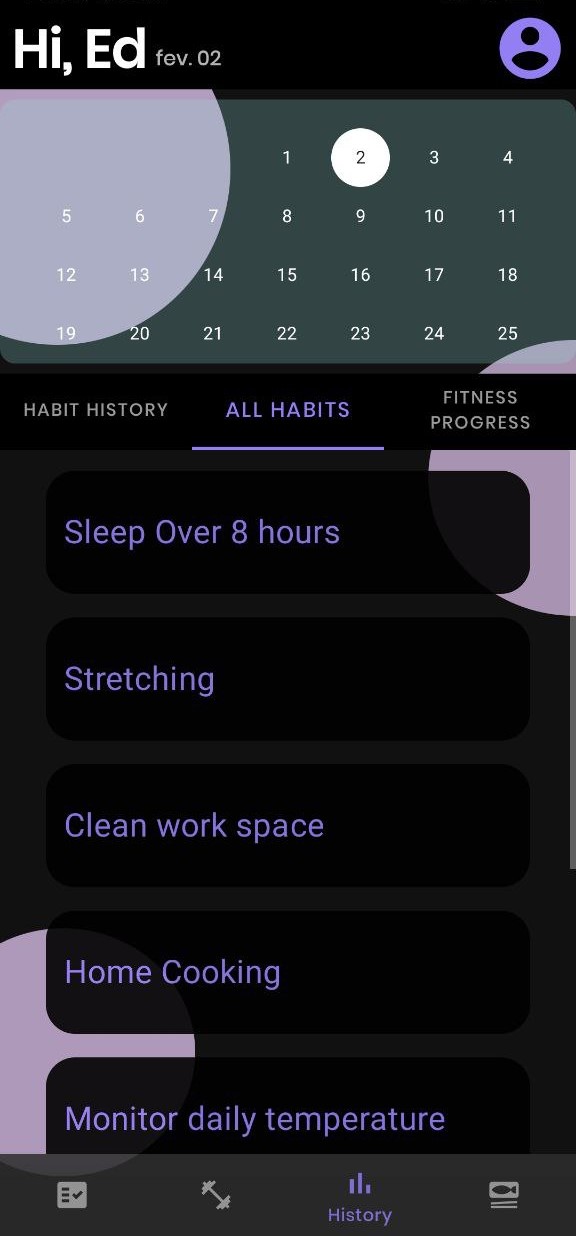 Hi, Ed fev. 02
1 2 3 4
5 6 7 8 9 10 11
12 13 14 15 16 17 18
19 20 21 22 23 24 25
HABIT HISTORY
ALL HABITS
FITNESS
PROGRESS
Sleep Over 8 hours
Stretching
Clean work space
Home Cooking
Monitor daily temperature
History